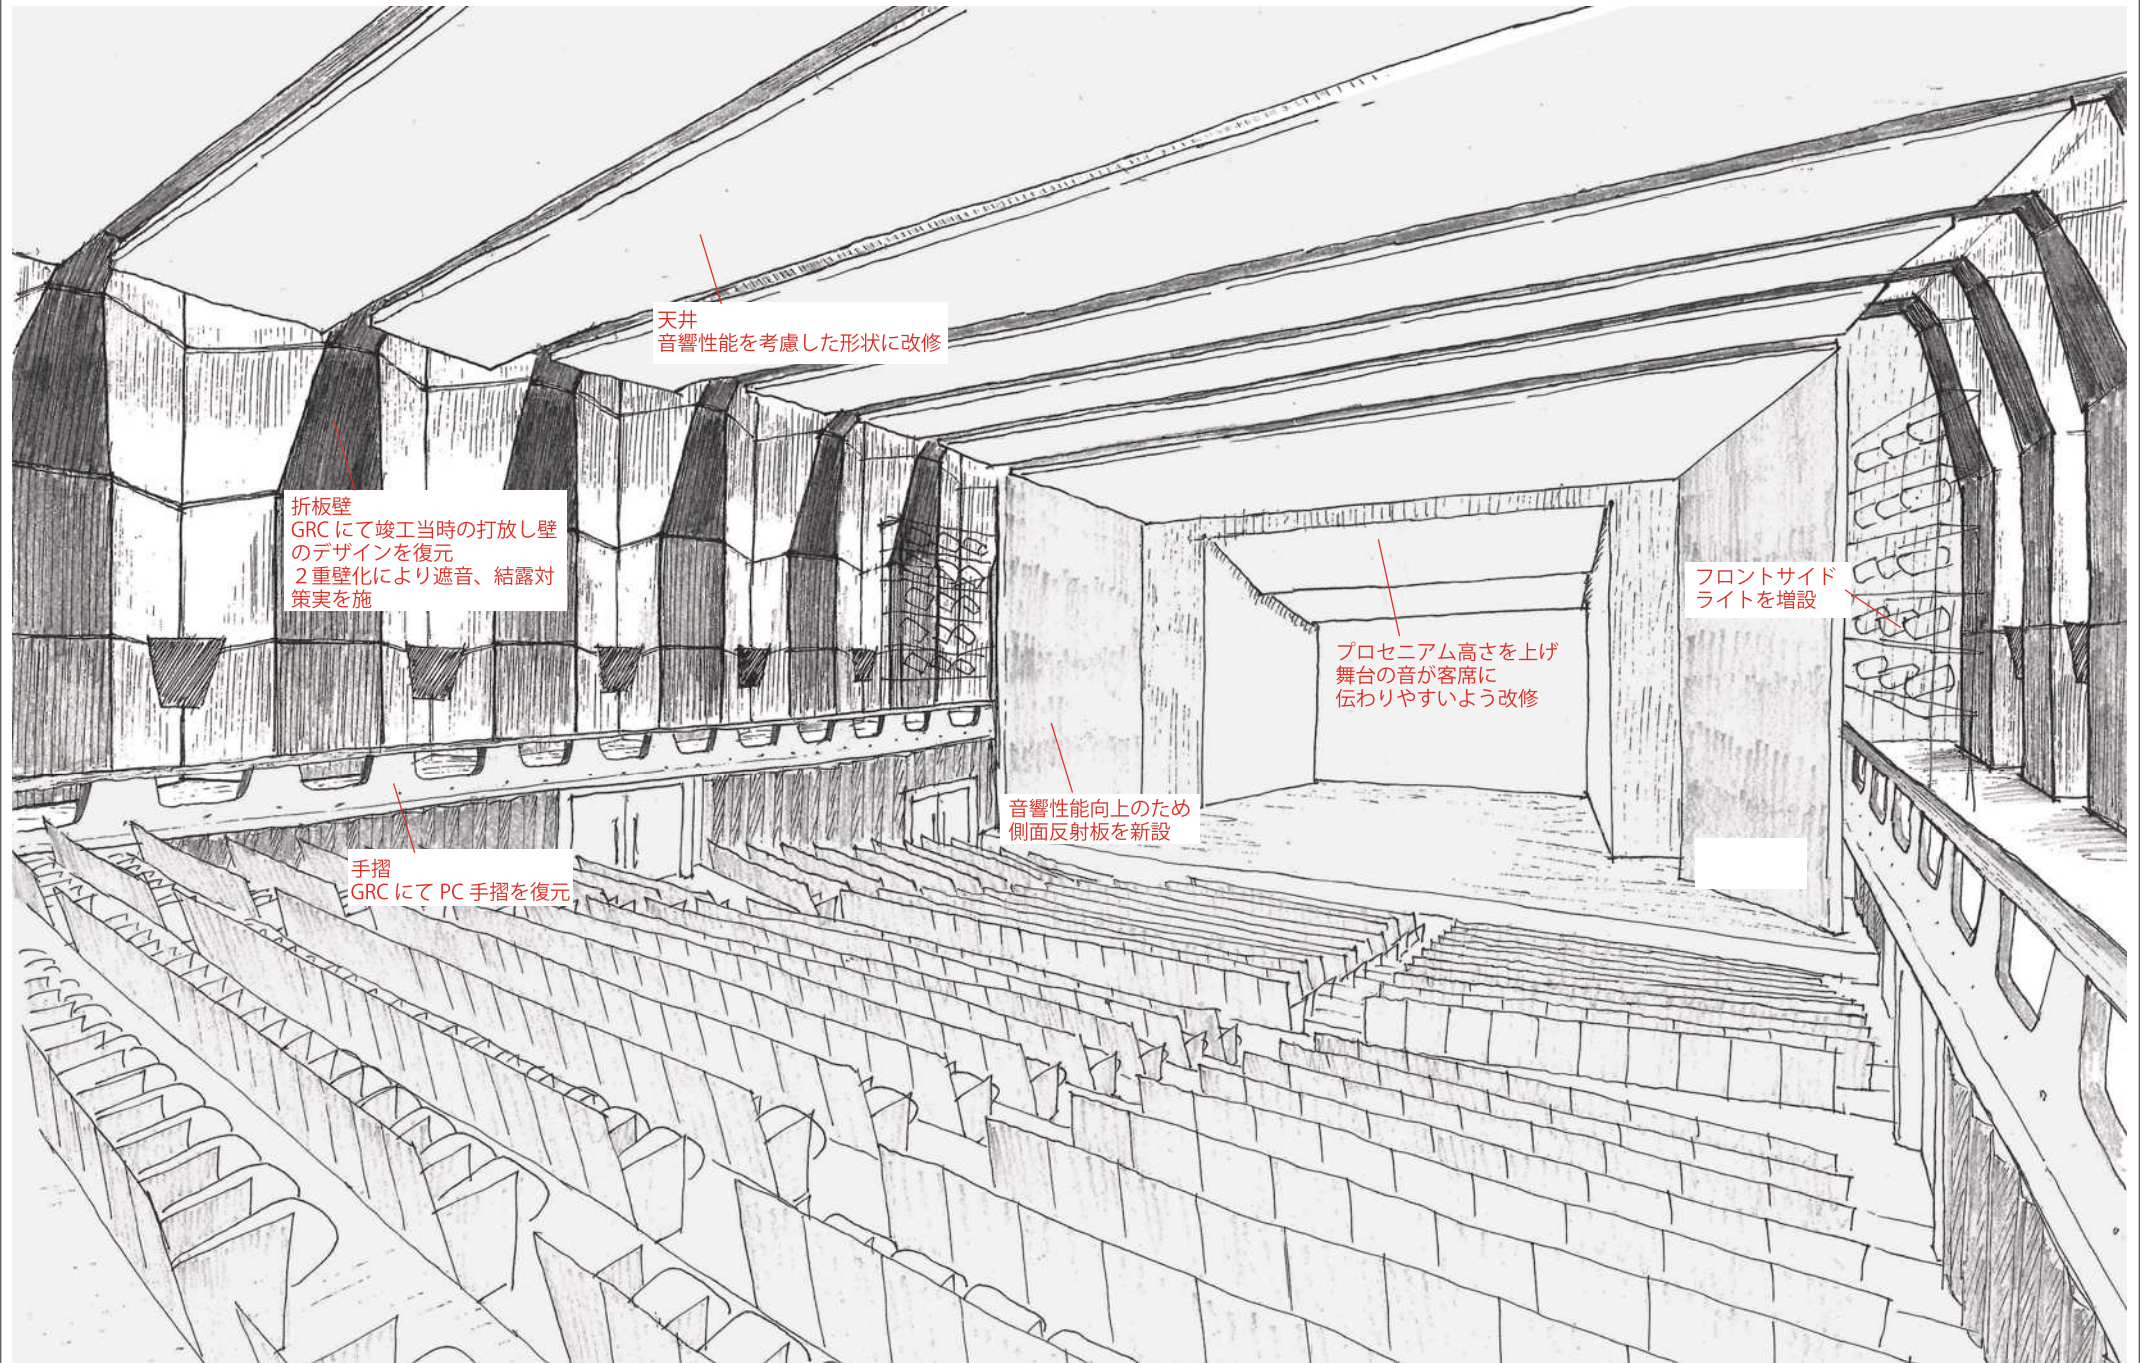 天井
音響性能を考慮した形状に改修
折板壁
GRC にて竣工当時の打放し壁
のデザインを復元
２重壁化により遮音、結露対
策実を施
フロントサイド
ライトを増設
プロセニアム高さを上げ
舞台の音が客席に
伝わりやすいよう改修
音響性能向上のため
側面反射板を新設
手摺
GRC にて PC 手摺を復元